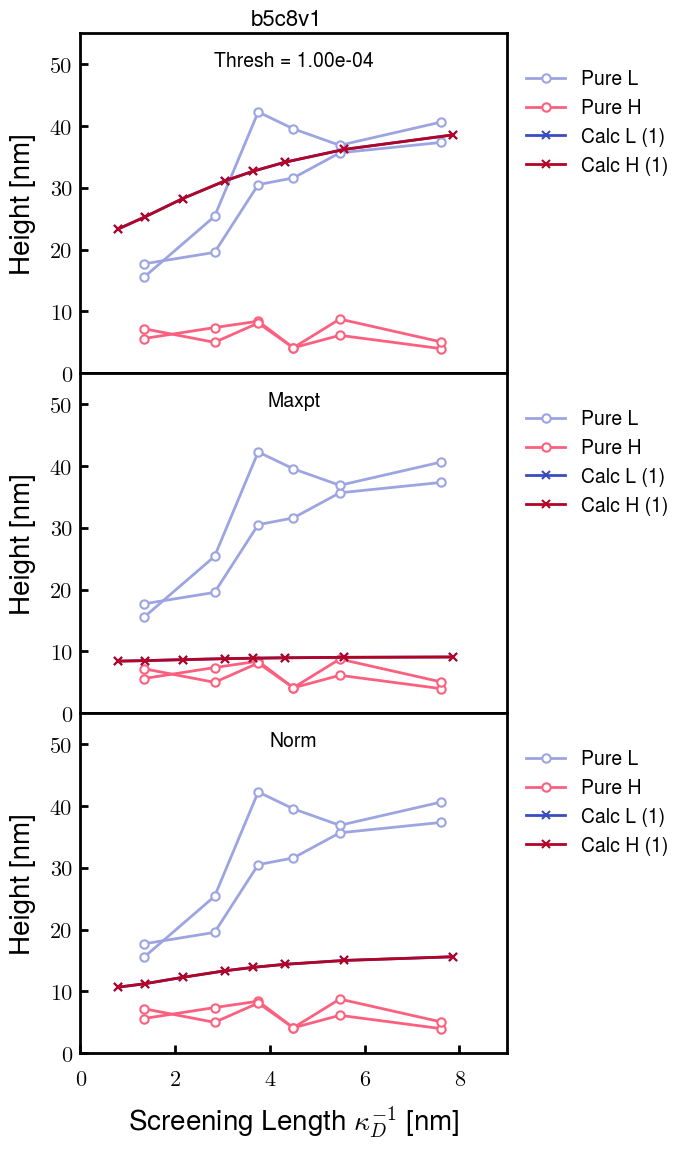 b5c8v1
Thresh = 1.00e-04
50
40
30
20
10
0
Height [nm]
Pure L
Pure H
Calc L (1)
Calc H (1)
Maxpt
50
40
30
20
10
0
Height [nm]
Pure L
Pure H
Calc L (1)
Calc H (1)
Norm
50
40
30
20
10
0
Height [nm]
Pure L
Pure H
Calc L (1)
Calc H (1)
0 2 4 6 8
Screening Length κ_D^{-1} [nm]